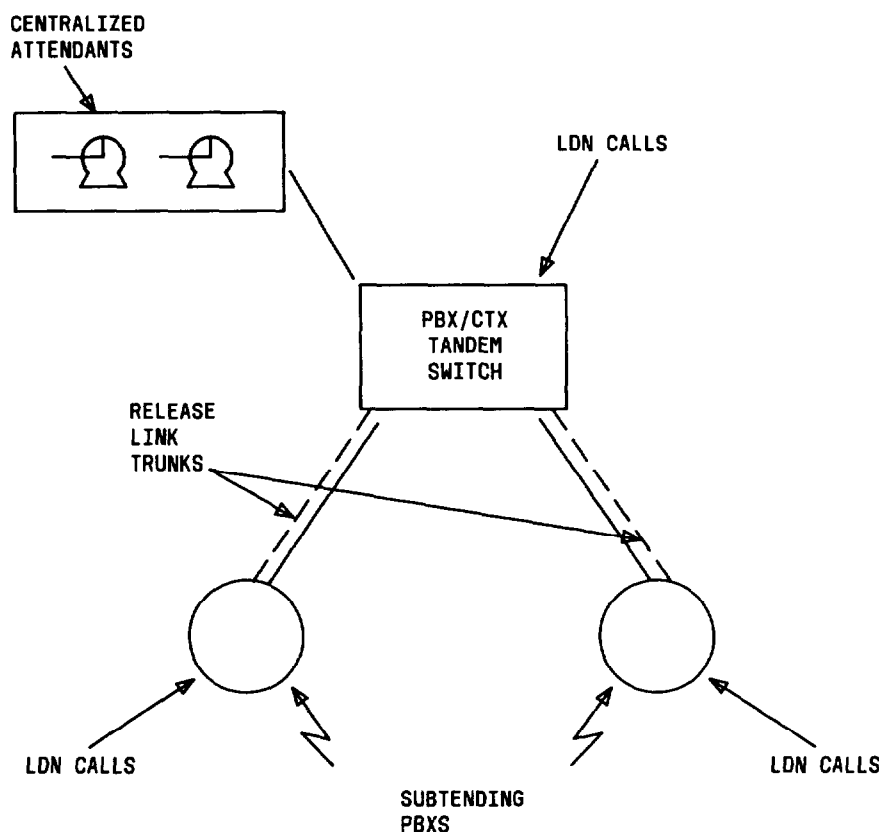 CENTRALIZED
ATTENDANTS
LDN CALLS
PBX/CTX
TANDEM
SWITCH
RELEASE
LINK
TRUNKS
LDN CALLS
SUBTENDING
PBXS
LDN CALLS